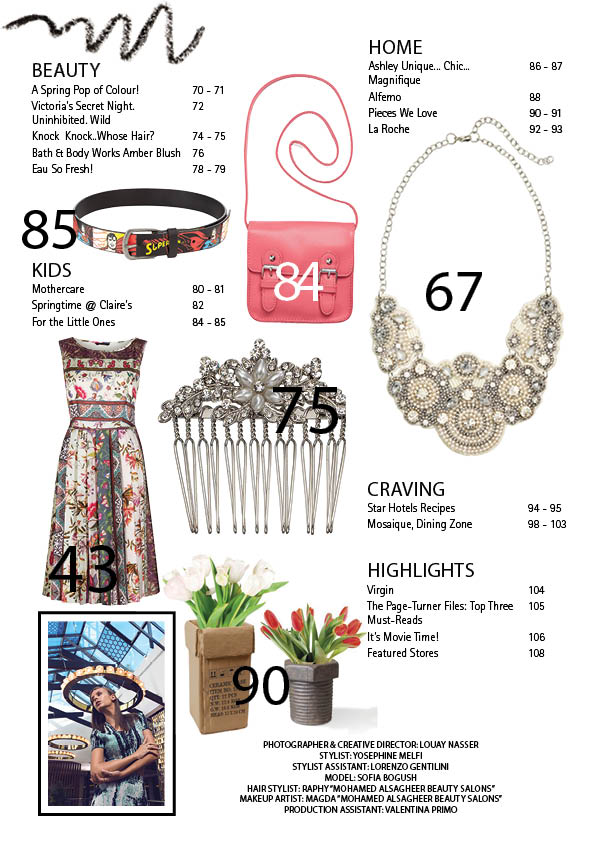 BEAUTY
A Spring Pop of Colour! 70 - 71
Victoria's Secret Night. 72
Uninhibited. Wild
Knock Knock..Whose Hair? 74 - 75
Bath & Body Works Amber Blush 76
Eau So Fresh! 78 - 79
85
KIDS
Mothercare 80 - 81
Springtime @ Claire's 82
For the Little Ones 84 - 85
84
HOME
Ashley Unique... Chic... 86 - 87
Magnifique
Alfemo 88
Pieces We Love 90 - 91
La Roche 92 - 93
67
75
43
CRAVING
Star Hotels Recipes 94 - 95
Mosaique, Dining Zone 98 - 103
HIGHLIGHTS
Virgin 104
The Page-Turner Files: Top Three 105
Must-Reads
It's Movie Time! 106
Featured Stores 108
90
PHOTOGRAPHER & CREATIVE DIRECTOR: LOUAY NASSER
STYLIST: YOSEPHINE MELFI
STYLIST ASSISTANT: LORENZO GENTILINI
MODEL: SOFIA BOGUSH
HAIR STYLIST: RAPHY "MOHAMED ALSAGHEER BEAUTY SALONS"
MAKEUP ARTIST: MAGDA "MOHAMED ALSAGHEER BEAUTY SALONS"
PRODUCTION ASSISTANT: VALENTINA PRIMO